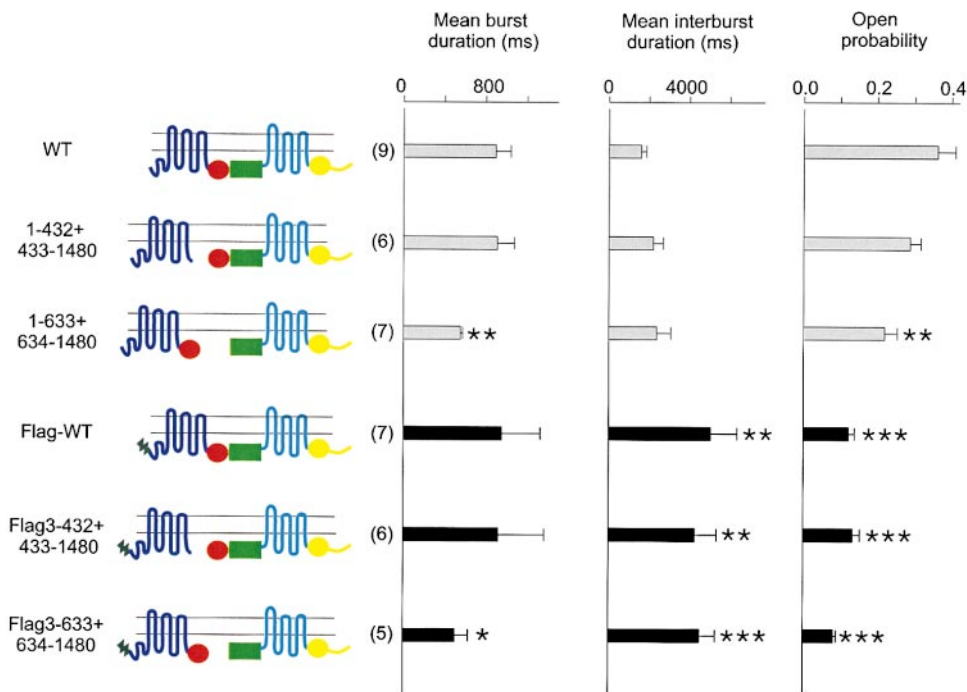 Mean burst
duration (ms)
Mean interburst
duration (ms)
Open
probability
0 800
0 4000
0.0 0.2 0.4
WT (9)
1-432+
433-1480 (6)
1-633+
634-1480 (7) ** **
Flag-WT (7) ** ***
Flag3-432+
433-1480 (6) ** ***
Flag3-633+
634-1480 (5) * *** ***